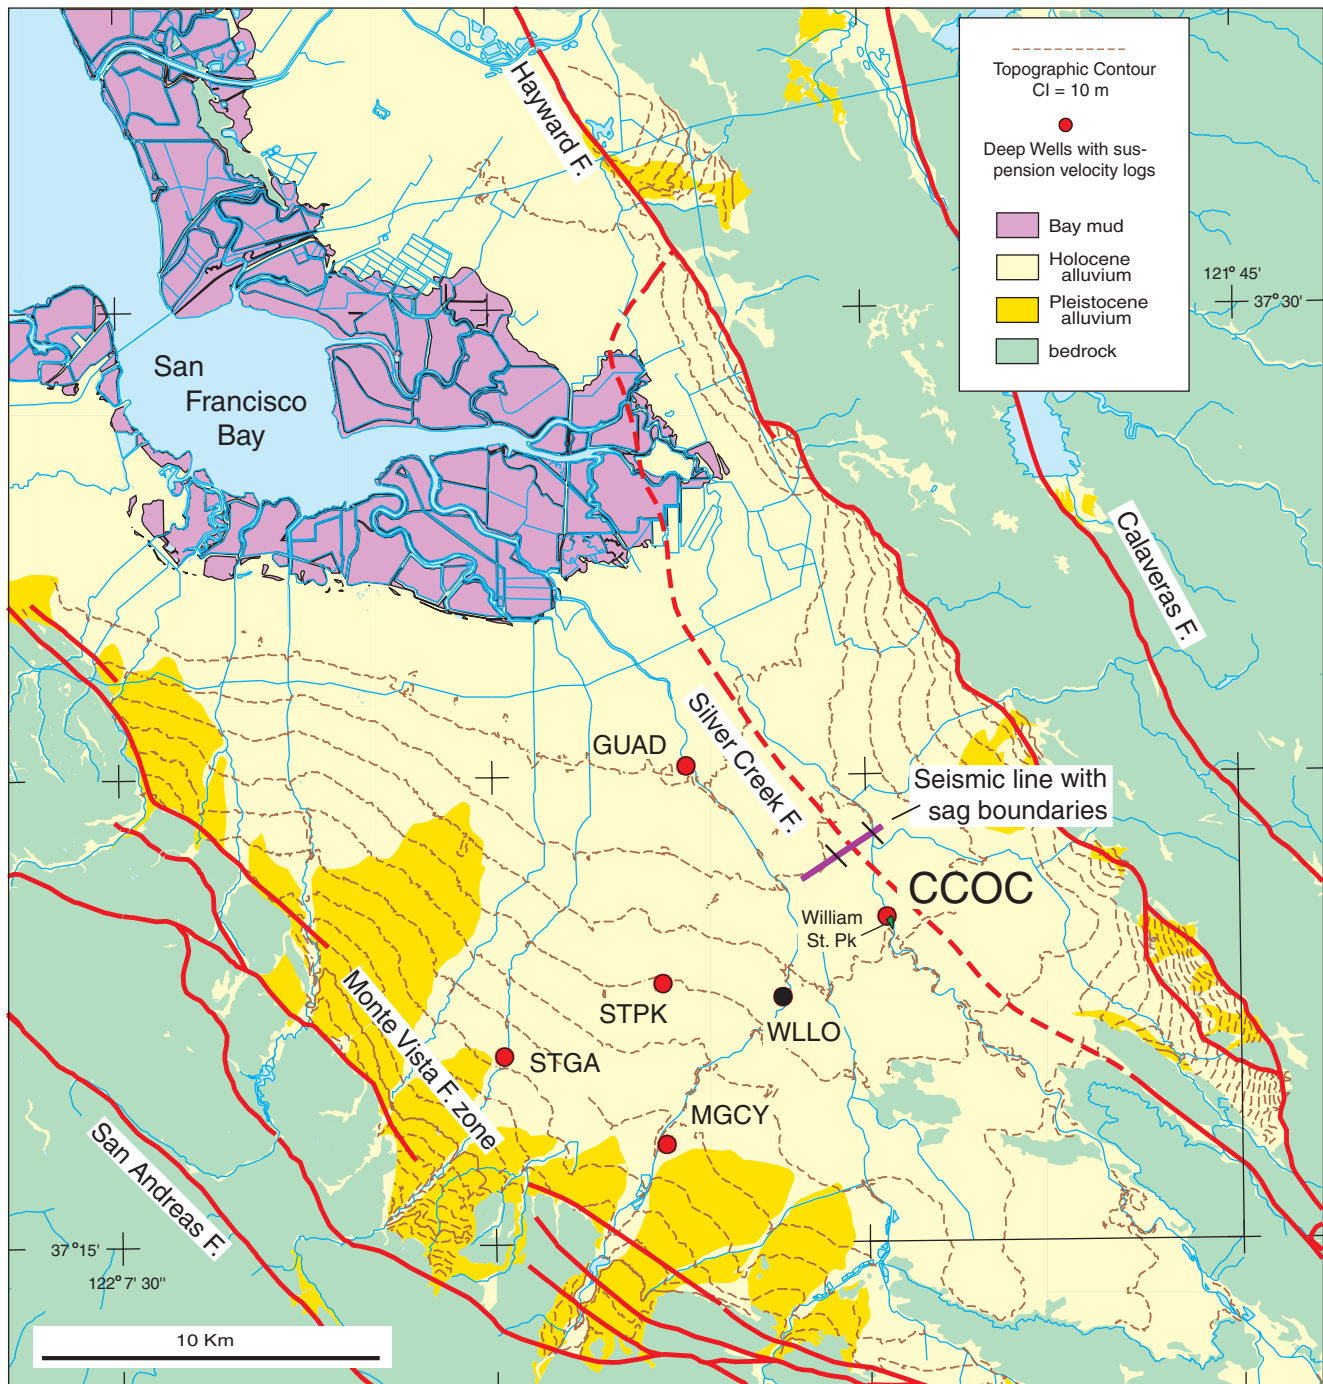 Topographic Contour
CI = 10 m
Deep Wells with sus-
pension velocity logs
Bay mud
Holocene
alluvium
Pleistocene
alluvium
bedrock
Hayward F.
121° 45'
37° 30'
San
Francisco
Bay
Calaveras F.
Silver Creek F.
GUAD
Seismic line with
sag boundaries
CCOC
William
St. Pk
STPK
WLLO
Monte Vista F. zone
STGA
MGCY
San Andreas F.
37° 15'
122° 7' 30"
10 Km